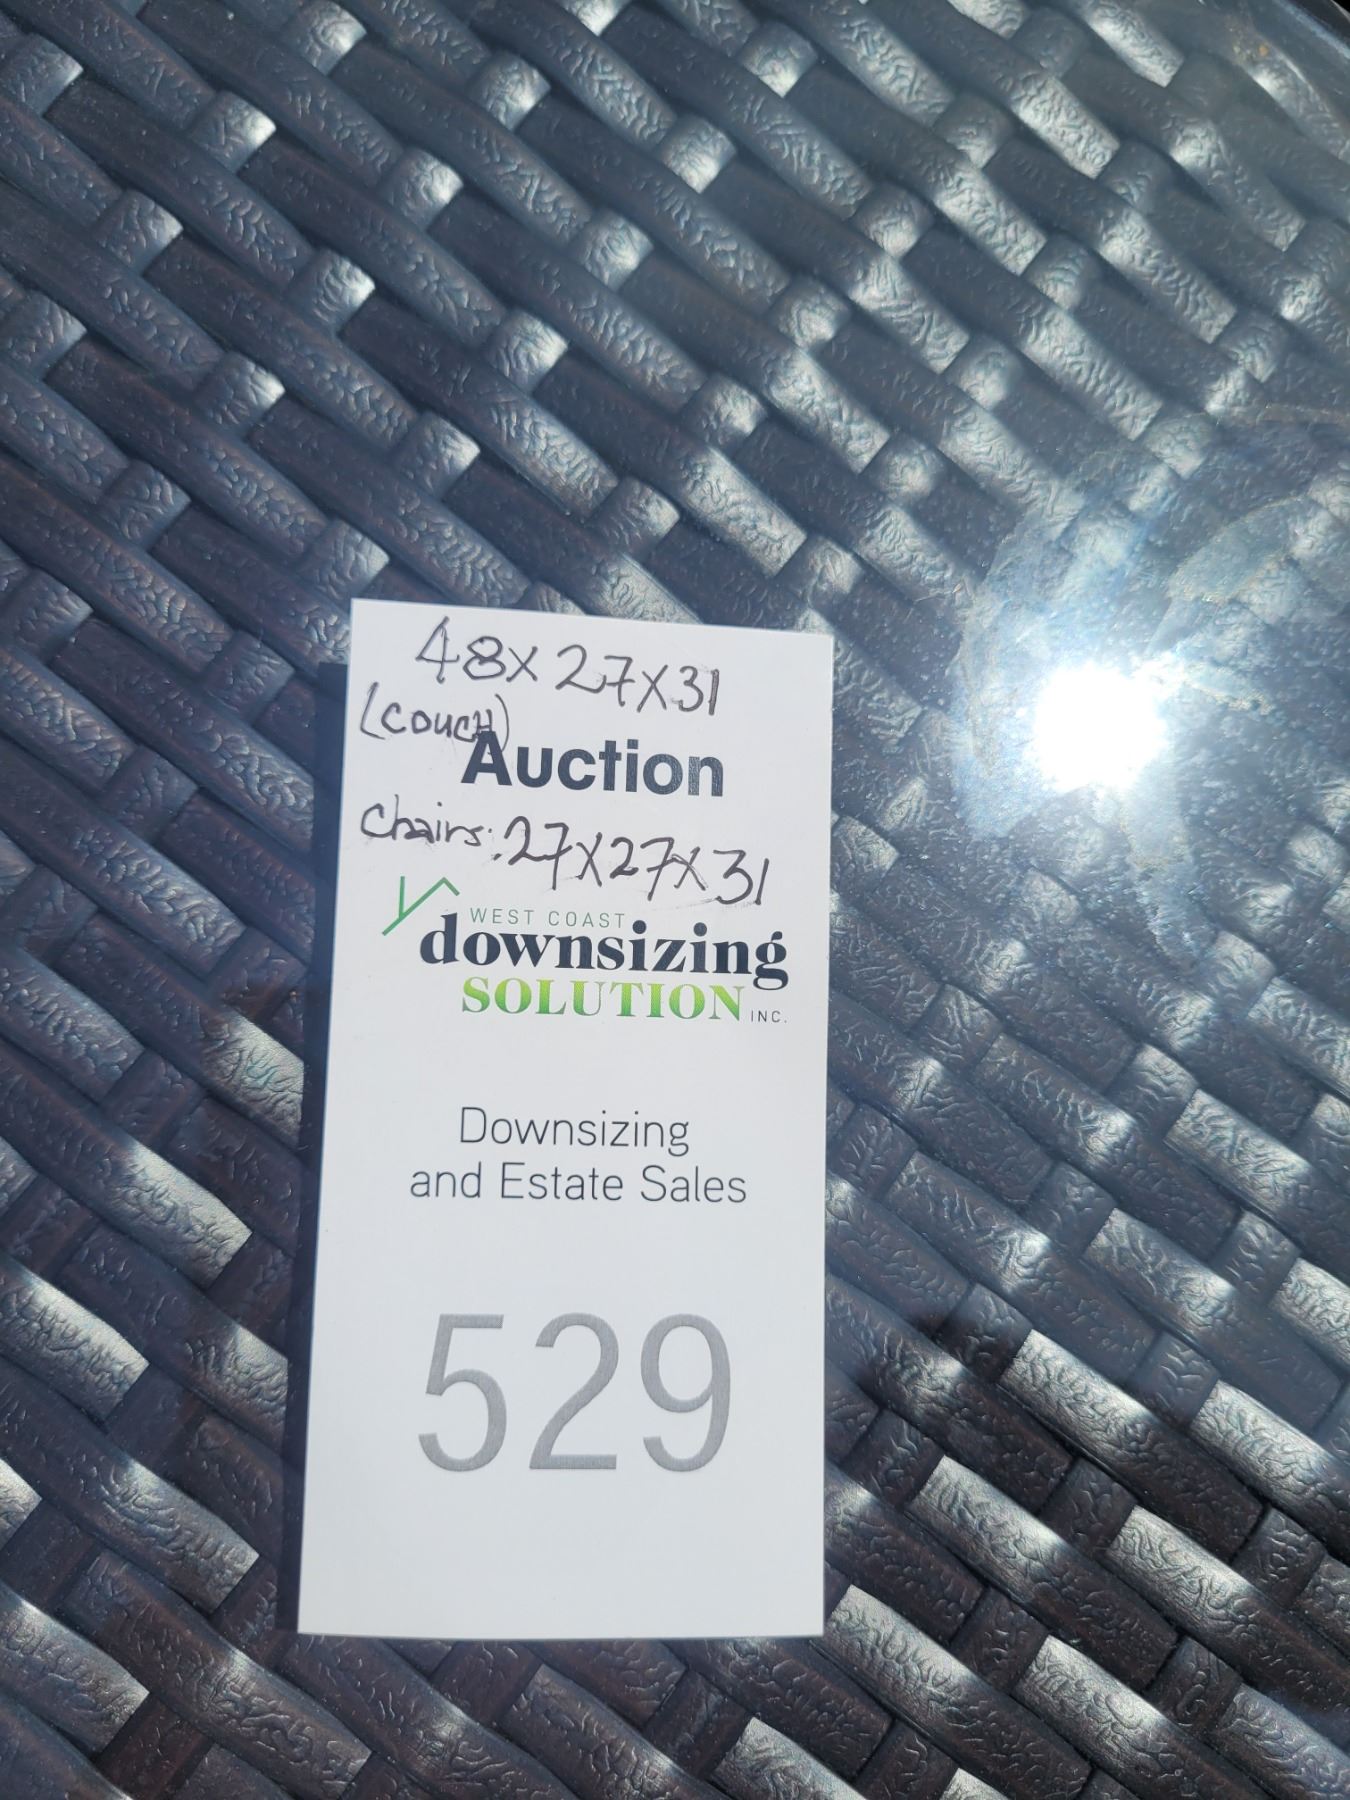 48x27x31
(COUCH)
Auction
Chairs: 27x27x31
WEST COAST
downsizing
SOLUTION INC.
Downsizing
and Estate Sales
529